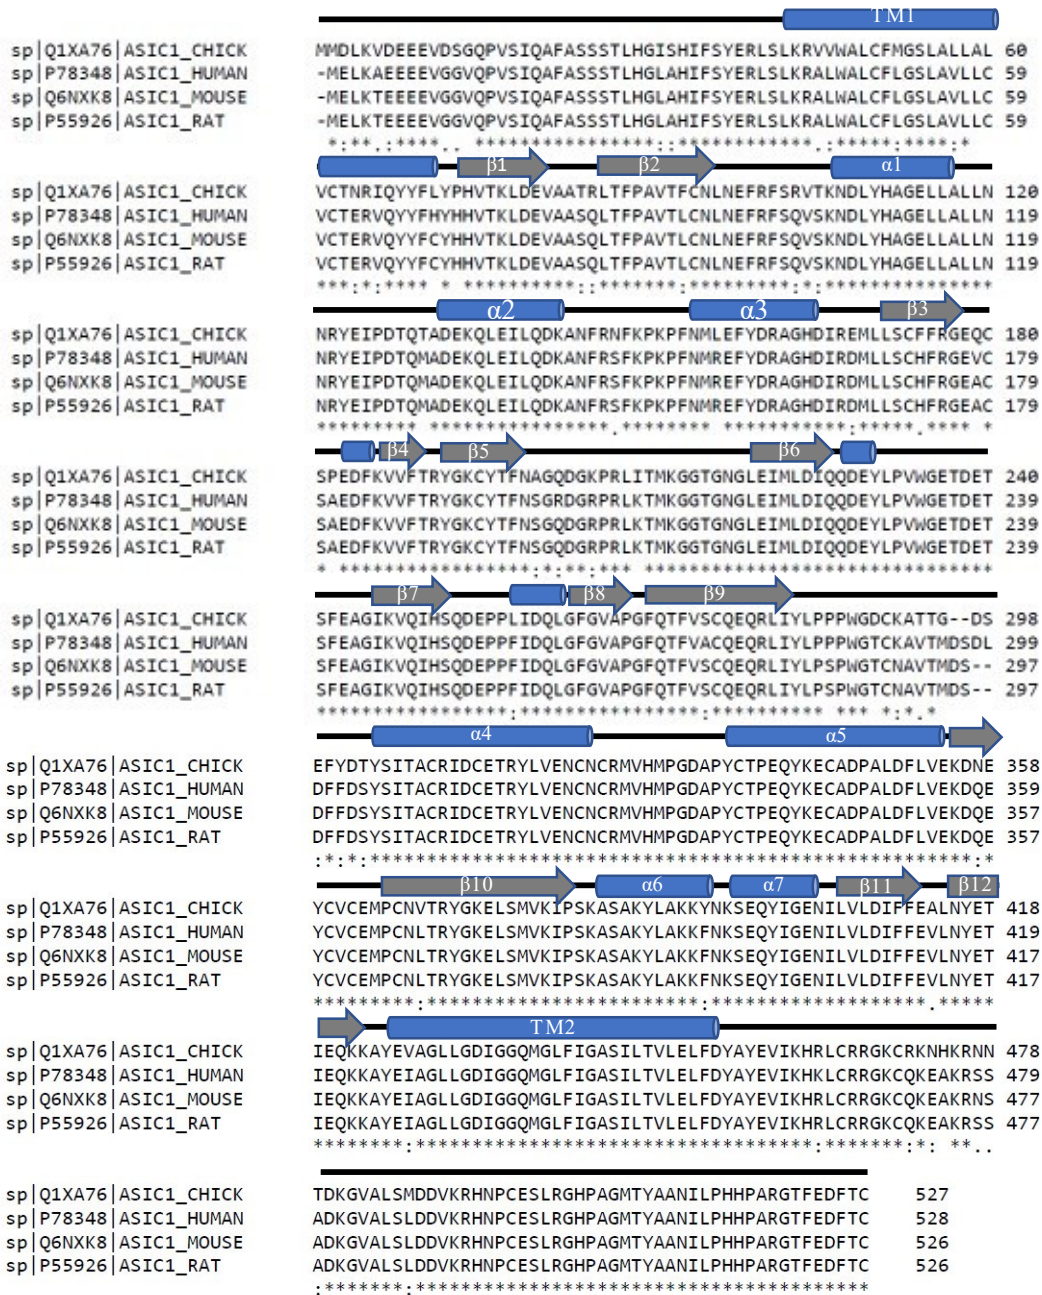 TM1
sp|Q1XA76|ASIC1_CHICK MMDLKVDEEEVDSGQPVSIQAFASSSTLHGISHIFSYERLSLKRVVWALCFMGSLALLAL 60
sp|P78348|ASIC1_HUMAN -MELKAEEEEVGGVQPVSIQAFASSSTLHGLAHIFSYERLSLKRALWALCFLGSLAVLLC 59
sp|Q6NXK8|ASIC1_MOUSE -MELKTEEEEVGGVQPVSIQAFASSSTLHGLAHIFSYERLSLKRALWALCFLGSLAVLLC 59
sp|P55926|ASIC1_RAT -MELKTEEEEVGGVQPVSIQAFASSSTLHGLAHIFSYERLSLKRALWALCFLGSLAVLLC 59
*:**.:****.. ****************::************.:*****:****:*
β1 β2 α1
sp|Q1XA76|ASIC1_CHICK VCTNRIQYYFLYPHVTKLDEVAATRLTFPAVTFCNLNEFRFSRVTKNDLYHAGELLALLN 120
sp|P78348|ASIC1_HUMAN VCTERVQYYFHYHHVTKLDEVAASQLTFPAVTLCNLNEFRFSQVSKNDLYHAGELLALLN 119
sp|Q6NXK8|ASIC1_MOUSE VCTERVQYYFCYHHVTKLDEVAASQLTFPAVTLCNLNEFRFSQVSKNDLYHAGELLALLN 119
sp|P55926|ASIC1_RAT VCTERVQYYFCYHHVTKLDEVAASQLTFPAVTLCNLNEFRFSQVSKNDLYHAGELLALLN 119
***:*:**** * **********::*******:*********:*:***************
α2 α3 β3
sp|Q1XA76|ASIC1_CHICK NRYEIPDTQTADEKQLEILQDKANFRNFKPKPFNMLEFYDRAGHDIREMLLSCFFRGEQC 180
sp|P78348|ASIC1_HUMAN NRYEIPDTQMADEKQLEILQDKANFRSFKPKPFNMREFYDRAGHDIRDMLLSCHFRGEVC 179
sp|Q6NXK8|ASIC1_MOUSE NRYEIPDTQMADEKQLEILQDKANFRSFKPKPFNMREFYDRAGHDIRDMLLSCHFRGEAC 179
sp|P55926|ASIC1_RAT NRYEIPDTQMADEKQLEILQDKANFRSFKPKPFNMREFYDRAGHDIRDMLLSCHFRGEAC 179
********* ****************.******** ***********:*****.**** *
β4 β5 β6
sp|Q1XA76|ASIC1_CHICK SPEDFKVVFTRYGKCYTFNAGQDGKPRLITMKGGTGNGLEIMLDIQQDEYLPVWGETDET 240
sp|P78348|ASIC1_HUMAN SAEDFKVVFTRYGKCYTFNSGRDGRPRLKTMKGGTGNGLEIMLDIQQDEYLPVWGETDET 239
sp|Q6NXK8|ASIC1_MOUSE SAEDFKVVFTRYGKCYTFNSGQDGRPRLKTMKGGTGNGLEIMLDIQQDEYLPVWGETDET 239
sp|P55926|ASIC1_RAT SAEDFKVVFTRYGKCYTFNSGQDGRPRLKTMKGGTGNGLEIMLDIQQDEYLPVWGETDET 239
* *****************:*:**:*** *******************************
β7 β8 β9
sp|Q1XA76|ASIC1_CHICK SFEAGIKVQIHSQDEPPLIDQLGFGVAPGFQTFVSCQEQRLIYLPPPWGDCKATTG--DS 298
sp|P78348|ASIC1_HUMAN SFEAGIKVQIHSQDEPPFIDQLGFGVAPGFQTFVACQEQRLIYLPPPWGTCKAVTMDSDL 299
sp|Q6NXK8|ASIC1_MOUSE SFEAGIKVQIHSQDEPPFIDQLGFGVAPGFQTFVSCQEQRLIYLPSPWGTCNAVTMDS-- 297
sp|P55926|ASIC1_RAT SFEAGIKVQIHSQDEPPFIDQLGFGVAPGFQTFVSCQEQRLIYLPSPWGTCNAVTMDS-- 297
*****************:****************:********** *** *:*.*
α4 α5
sp|Q1XA76|ASIC1_CHICK EFYDTYSITACRIDCETRYLVENCNCRMVHMPGDAPYCTPEQYKECADPALDFLVEKDNE 358
sp|P78348|ASIC1_HUMAN DFFDSYSITACRIDCETRYLVENCNCRMVHMPGDAPYCTPEQYKECADPALDFLVEKDQE 359
sp|Q6NXK8|ASIC1_MOUSE DFFDSYSITACRIDCETRYLVENCNCRMVHMPGDAPYCTPEQYKECADPALDFLVEKDQE 357
sp|P55926|ASIC1_RAT DFFDSYSITACRIDCETRYLVENCNCRMVHMPGDAPYCTPEQYKECADPALDFLVEKDQE 357
:*:*:*****************************************************:*
β10 α6 α7 β11 β12
sp|Q1XA76|ASIC1_CHICK YCVCEMPCNVTRYGKELSMVKIPSKASAKYLAKKYNKSEQYIGENILVLDIFFEALNYET 418
sp|P78348|ASIC1_HUMAN YCVCEMPCNLTRYGKELSMVKIPSKASAKYLAKKFNKSEQYIGENILVLDIFFEVLNYET 419
sp|Q6NXK8|ASIC1_MOUSE YCVCEMPCNLTRYGKELSMVKIPSKASAKYLAKKFNKSEQYIGENILVLDIFFEVLNYET 417
sp|P55926|ASIC1_RAT YCVCEMPCNLTRYGKELSMVKIPSKASAKYLAKKFNKSEQYIGENILVLDIFFEVLNYET 417
*********:************************:*******************.*****
TM2
sp|Q1XA76|ASIC1_CHICK IEQKKAYEVAGLLGDIGGQMGLFIGASILTVLELFDYAYEVIKHRLCRRGKCRKNHKRNN 478
sp|P78348|ASIC1_HUMAN IEQKKAYEIAGLLGDIGGQMGLFIGASILTVLELFDYAYEVIKHKLCRRGKCQKEAKRSS 479
sp|Q6NXK8|ASIC1_MOUSE IEQKKAYEIAGLLGDIGGQMGLFIGASILTVLELFDYAYEVIKHRLCRRGKCQKEAKRNS 477
sp|P55926|ASIC1_RAT IEQKKAYEIAGLLGDIGGQMGLFIGASILTVLELFDYAYEVIKHRLCRRGKCQKEAKRSS 477
********:***********************************:*******:*: **..
sp|Q1XA76|ASIC1_CHICK TDKGVALSMDDVKRHNPCESLRGHPAGMTYAANILPHHPARGTFEDFTC 527
sp|P78348|ASIC1_HUMAN ADKGVALSLDDVKRHNPCESLRGHPAGMTYAANILPHHPARGTFEDFTC 528
sp|Q6NXK8|ASIC1_MOUSE ADKGVALSLDDVKRHNPCESLRGHPAGMTYAANILPHHPARGTFEDFTC 526
sp|P55926|ASIC1_RAT ADKGVALSLDDVKRHNPCESLRGHPAGMTYAANILPHHPARGTFEDFTC 526
:*******:****************************************